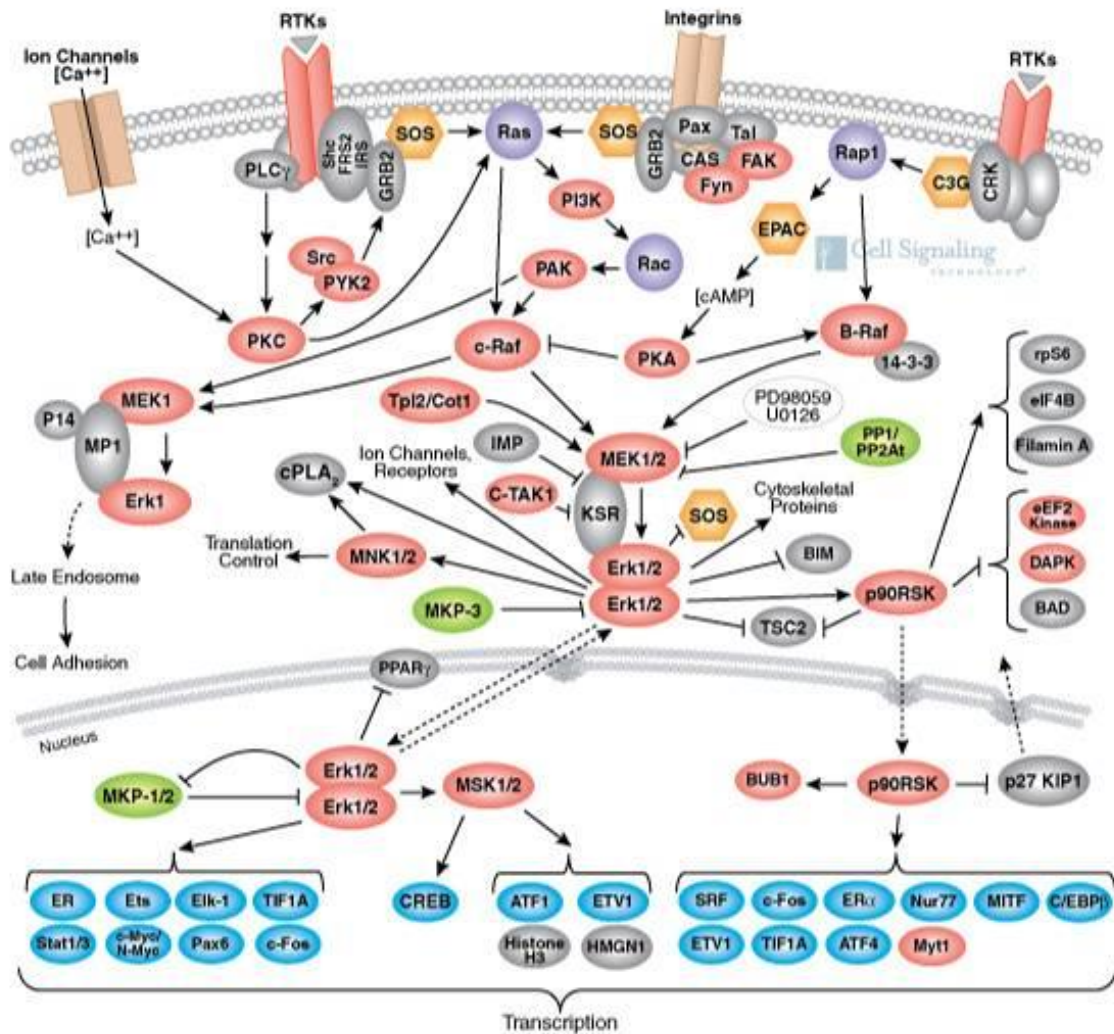 RTKs
Integrins
Ion Channels
[Ca++]
RTKs
SOS
Ras
SOS
Pax
Tal
Rap1
Shc
FRS2
IRS
GRB2
PLCγ
GRB2
CAS
FAK
Fyn
C3G
CRK
PI3K
EPAC
Cell Signaling
TECHNOLOGY®
[Ca++]
Src
PYK2
PAK
Rac
[cAMP]
PKC
c-Raf
PKA
B-Raf
14-3-3
rpS6
eIF4B
Filamin A
MEK1
P14
MP1
Erk1
Tpl2/Cot1
PD98059
U0126
IMP
MEK1/2
PP1/
PP2At
Ion Channels,
Receptors
cPLA2
C-TAK1
KSR
SOS
Cytoskeletal
Proteins
eEF2
Kinase
DAPK
BAD
Translation
Control
MNK1/2
Erk1/2
Erk1/2
BIM
p90RSK
MKP-3
TSC2
Late Endosome
Cell Adhesion
PPARγ
Nucleus
Erk1/2
Erk1/2
MKP-1/2
MSK1/2
BUB1
p90RSK
p27 KIP1
ER
Ets
Elk-1
TIF1A
Stat1/3
c-Myc/
N-Myc
Pax6
c-Fos
CREB
ATF1
ETV1
Histone
H3
HMGN1
SRF
c-Fos
ERα
Nur77
MITF
C/EBPβ
ETV1
TIF1A
ATF4
Myt1
Transcription